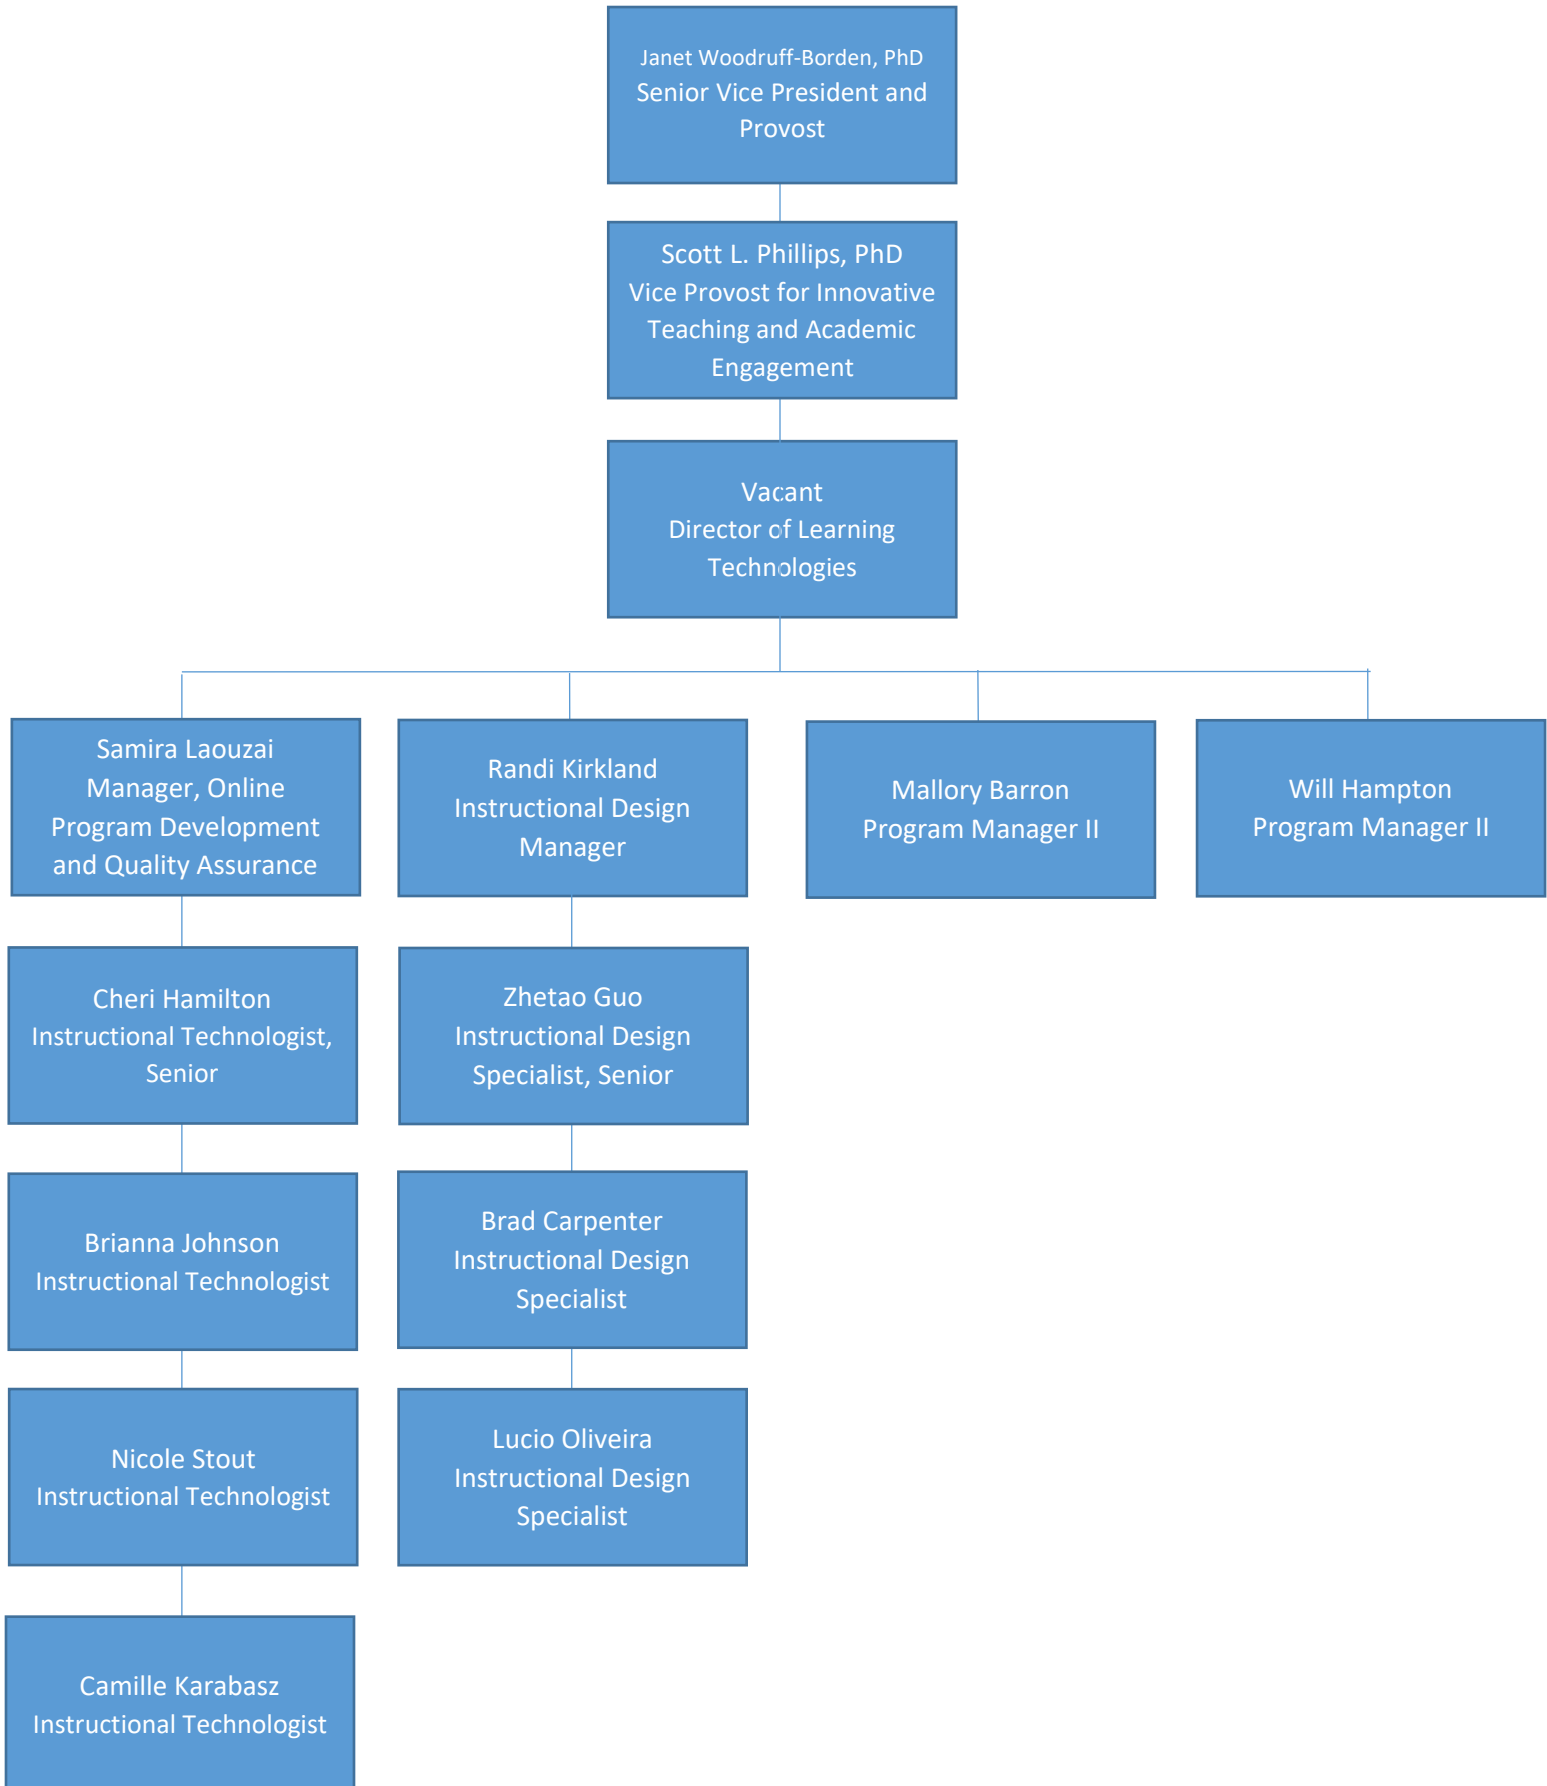 Janet Woodruff-Borden, PhD
Senior Vice President and
Provost
Scott L. Phillips, PhD
Vice Provost for Innovative
Teaching and Academic
Engagement
Vacant
Director of Learning
Technologies
Samira Laouzai
Manager, Online
Program Development
and Quality Assurance
Randi Kirkland
Instructional Design
Manager
Mallory Barron
Program Manager II
Will Hampton
Program Manager II
Cheri Hamilton
Instructional Technologist,
Senior
Zhetao Guo
Instructional Design
Specialist, Senior
Brianna Johnson
Instructional Technologist
Brad Carpenter
Instructional Design
Specialist
Nicole Stout
Instructional Technologist
Lucio Oliveira
Instructional Design
Specialist
Camille Karabasz
Instructional Technologist